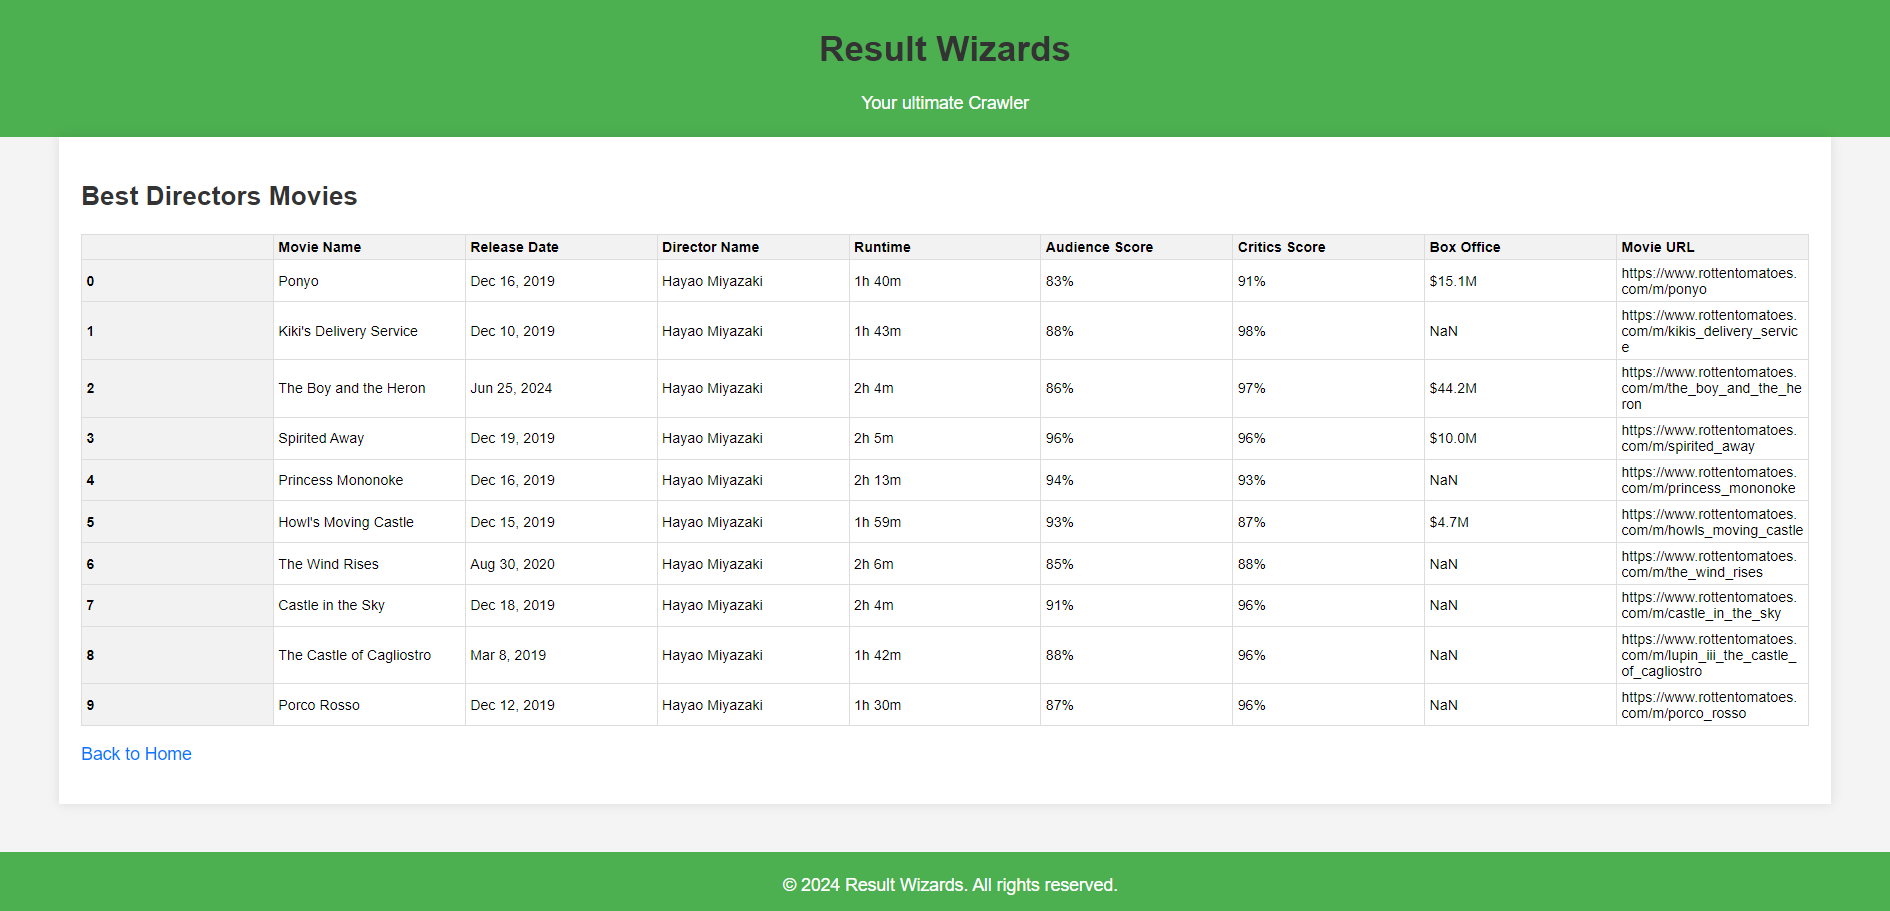 Result Wizards
Your ultimate Crawler
Best Directors Movies
Movie Name Release Date Director Name Runtime Audience Score Critics Score Box Office Movie URL
0 Ponyo Dec 16, 2019 Hayao Miyazaki 1h 40m 83% 91% $15.1M https://www.rottentomatoes.
com/m/ponyo
1 Kiki's Delivery Service Dec 10, 2019 Hayao Miyazaki 1h 43m 88% 98% NaN https://www.rottentomatoes.
com/m/kikis_delivery_servic
e
2 The Boy and the Heron Jun 25, 2024 Hayao Miyazaki 2h 4m 86% 97% $44.2M https://www.rottentomatoes.
com/m/the_boy_and_the_he
ron
3 Spirited Away Dec 19, 2019 Hayao Miyazaki 2h 5m 96% 96% $10.0M https://www.rottentomatoes.
com/m/spirited_away
4 Princess Mononoke Dec 16, 2019 Hayao Miyazaki 2h 13m 94% 93% NaN https://www.rottentomatoes.
com/m/princess_mononoke
5 Howl's Moving Castle Dec 15, 2019 Hayao Miyazaki 1h 59m 93% 87% $4.7M https://www.rottentomatoes.
com/m/howls_moving_castle
6 The Wind Rises Aug 30, 2020 Hayao Miyazaki 2h 6m 85% 88% NaN https://www.rottentomatoes.
com/m/the_wind_rises
7 Castle in the Sky Dec 18, 2019 Hayao Miyazaki 2h 4m 91% 96% NaN https://www.rottentomatoes.
com/m/castle_in_the_sky
8 The Castle of Cagliostro Mar 8, 2019 Hayao Miyazaki 1h 42m 88% 96% NaN https://www.rottentomatoes.
com/m/lupin_iii_the_castle_
of_cagliostro
9 Porco Rosso Dec 12, 2019 Hayao Miyazaki 1h 30m 87% 96% NaN https://www.rottentomatoes.
com/m/porco_rosso
Back to Home
© 2024 Result Wizards. All rights reserved.